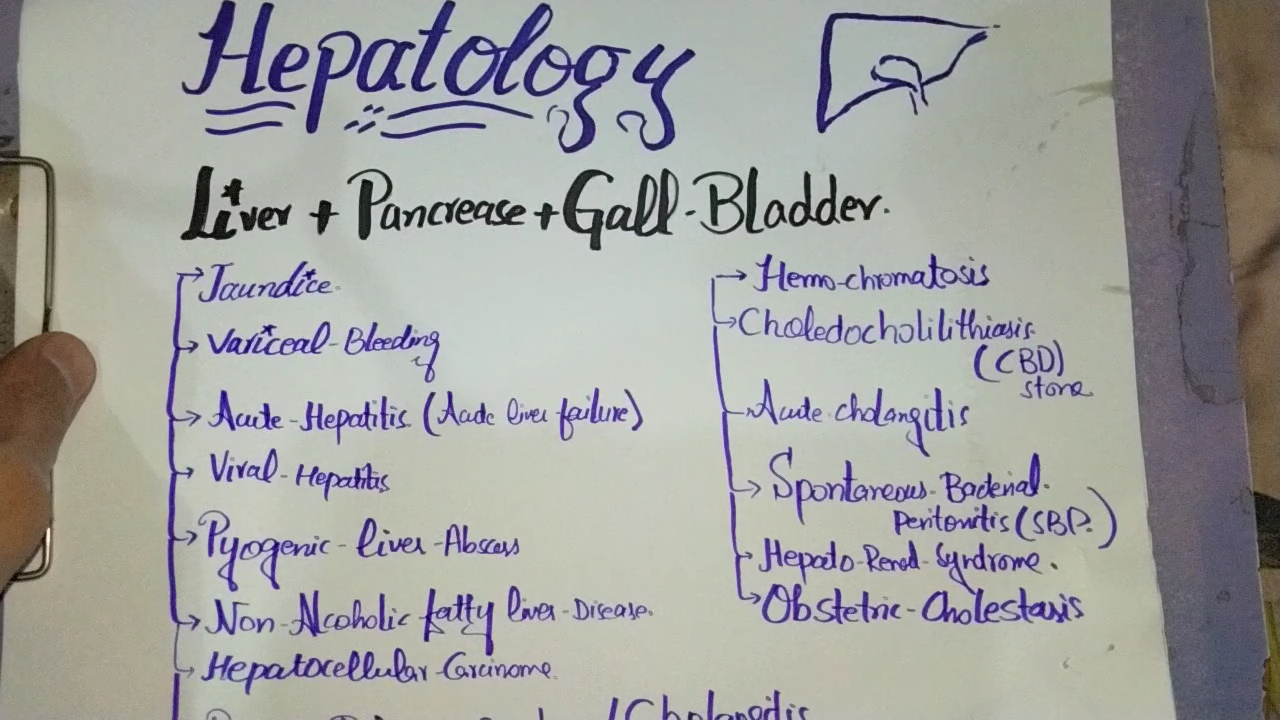 Hepatology
Liver + Pancrease + Gall-Bladder.
Jaundice.
Variceal-Bleeding
Acute-Hepatitis (Acute liver failure)
Viral-Hepatitis
Pyogenic-liver-Abscess
Non-Alcoholic fatty liver-Disease.
Hepatocellular-Carcinome
Hemo-chromatosis
Choledocholilithiasis
(CBD)
stone
Acute cholangitis
Spontareous-Bacterial.
Peritonitis (SBP.)
Hepato-Renal-Syndrome.
Obstetric-Cholestasis
/Cholangitis